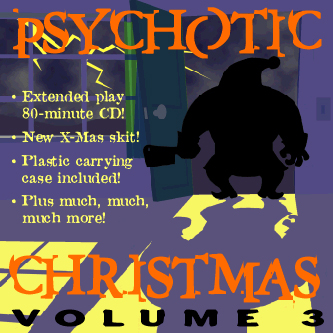 PSYCHOTIC
• Extended play
80-minute CD!
• New X-Mas skit!
• Plastic carrying
case included!
• Plus much, much,
much more!
CHRISTMAS
VOLUME 3